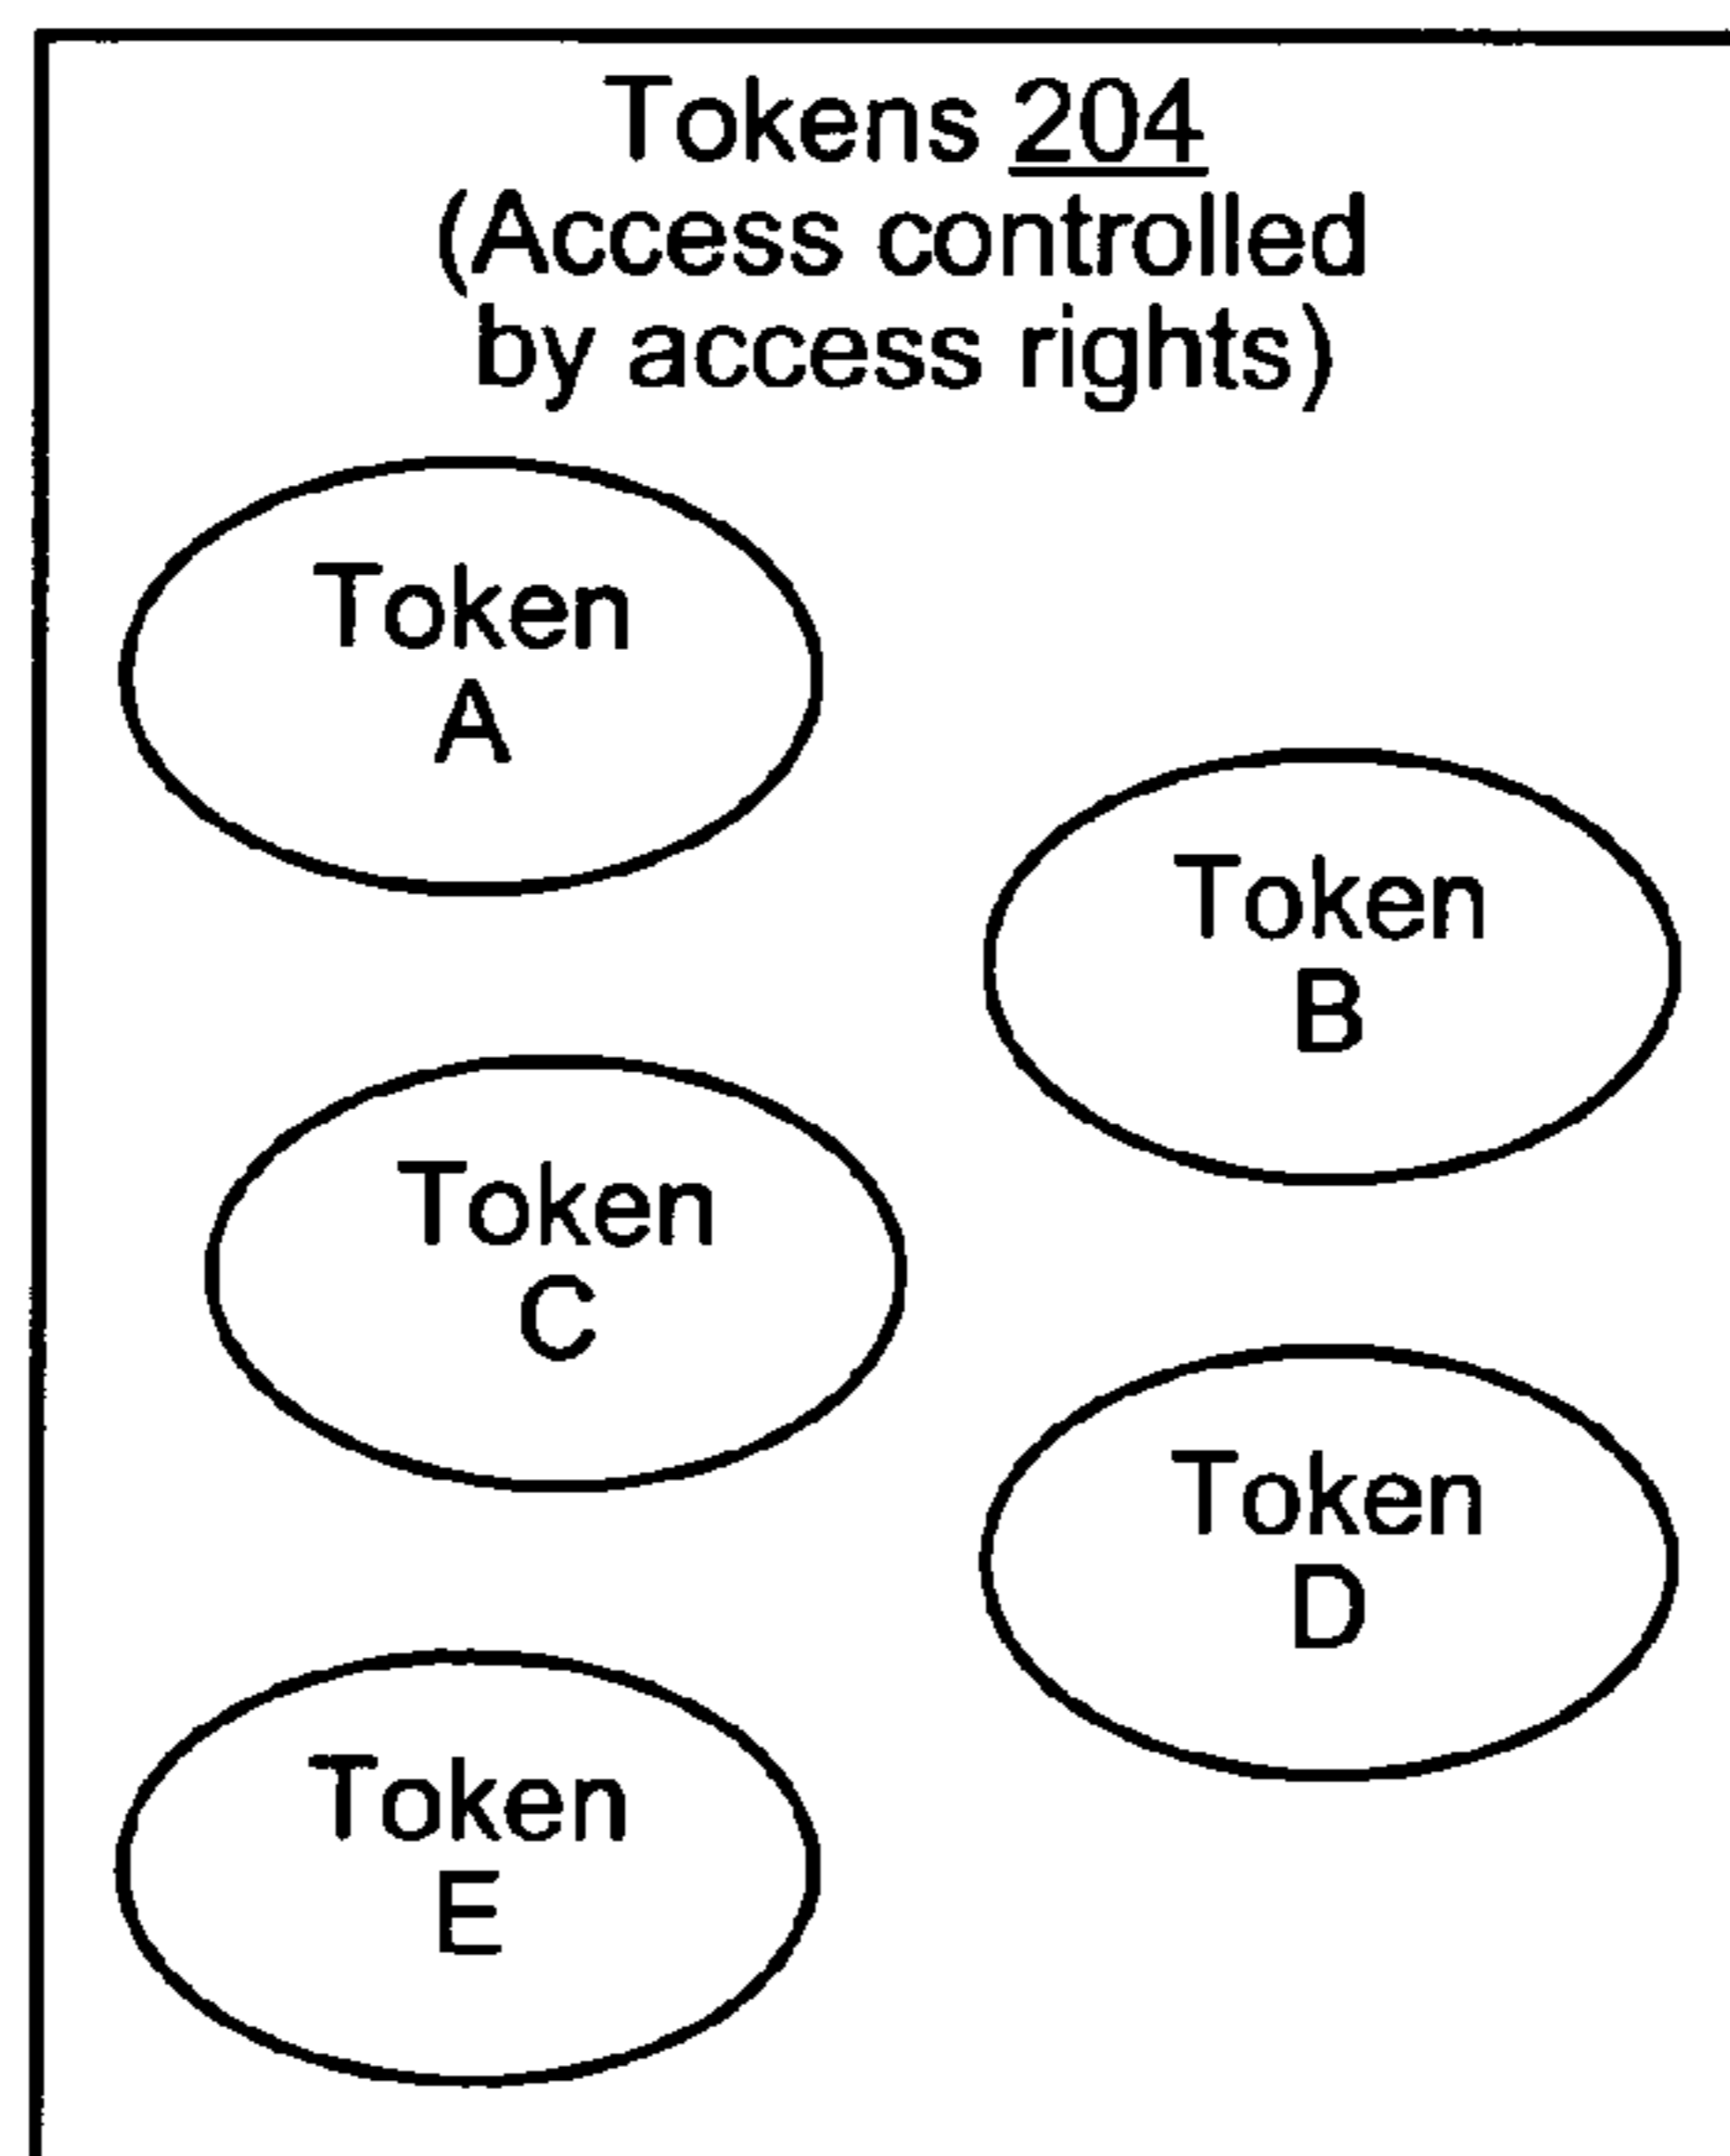 Tokens 204
(Access controlled
by access rights)
Token
A
Token
B
Token
C
Token
D
Token
E